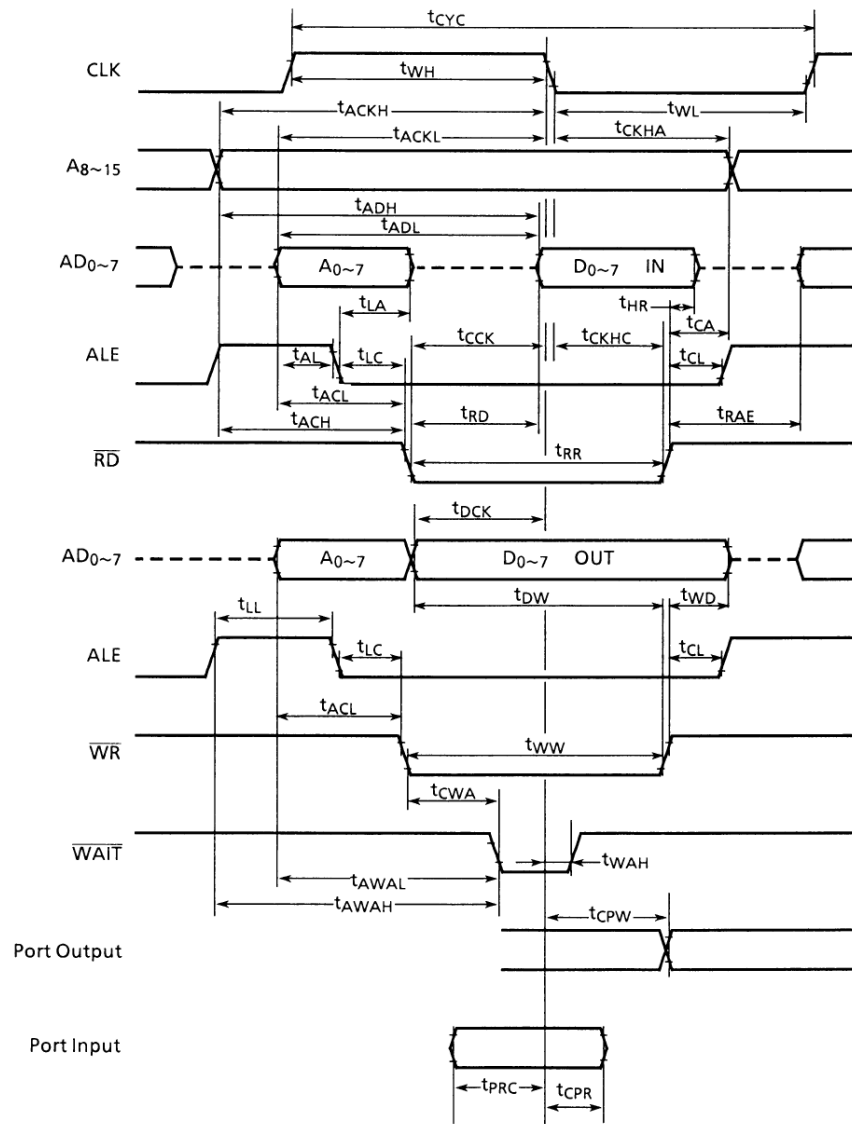 tCYC
CLK
tWH
tACKH
tWL
tACKL
tCKHA
A8~15
tADH
tADL
AD0~7
A0~7
D0~7 IN
tLA
tHR
tCA
tCCK
tCKHC
ALE
tAL
tLC
tCL
tACL
tRD
tRAE
tACH
RD
tRR
tDCK
AD0~7
A0~7
D0~7 OUT
tDW
tWD
tLL
ALE
tLC
tCL
tACL
WR
tWW
tCWA
WAIT
tWAH
tAWAL
tAWAH
tCPW
Port Output
Port Input
tPRC
tCPR